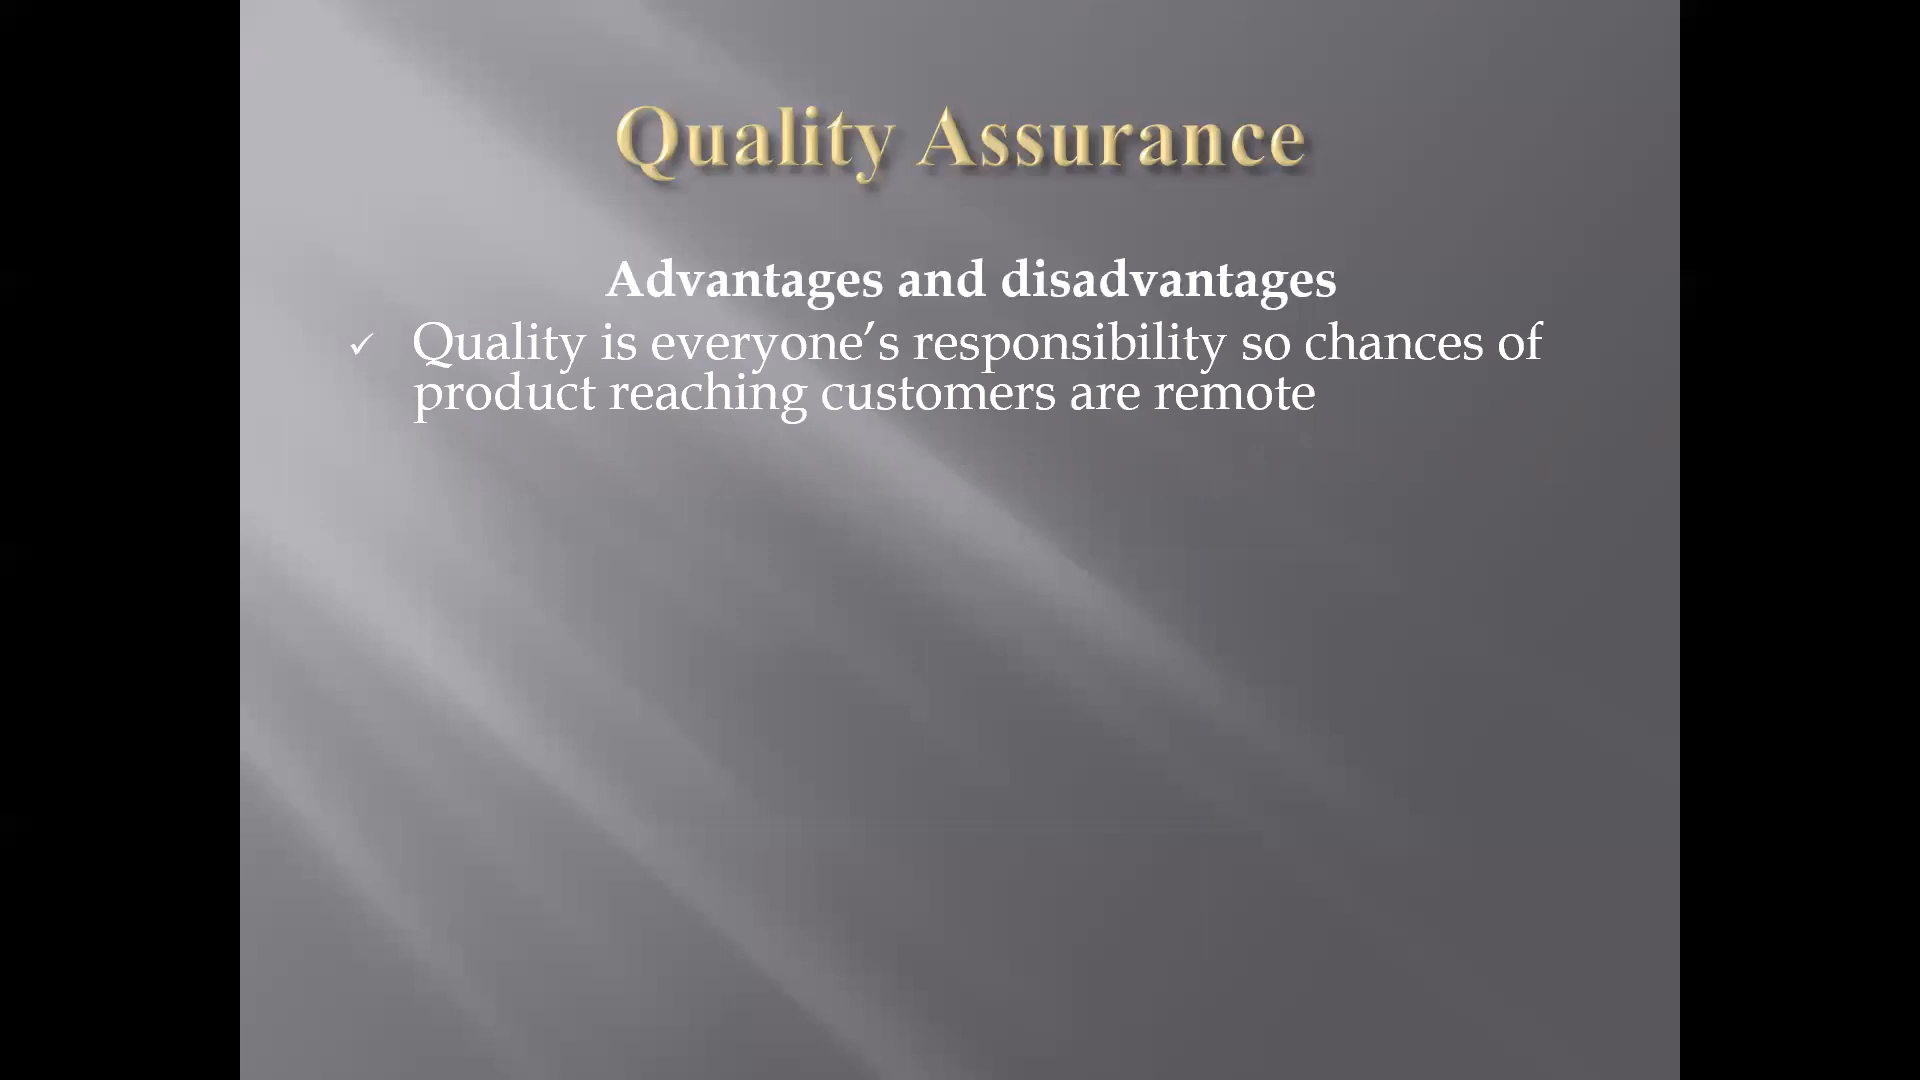 Quality Assurance
Advantages and disadvantages
✓ Quality is everyone’s responsibility so chances of
product reaching customers are remote